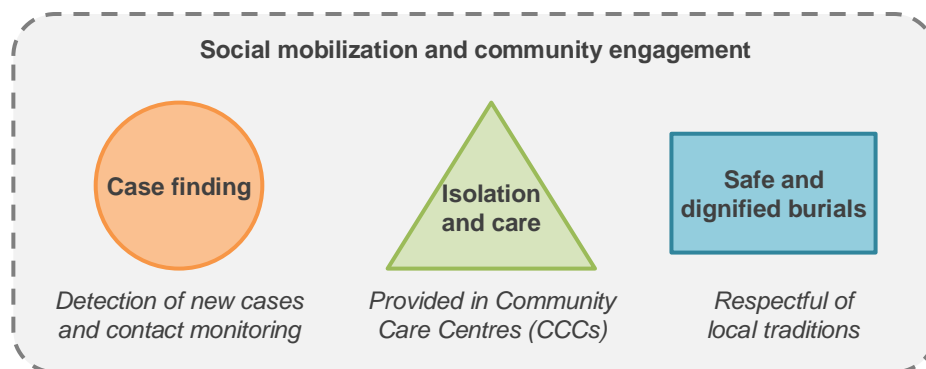 Social mobilization and community engagement
Case finding
Isolation
and care
Safe and
dignified burials
Detection of new cases
and contact monitoring
Provided in Community
Care Centres (CCCs)
Respectful of
local traditions